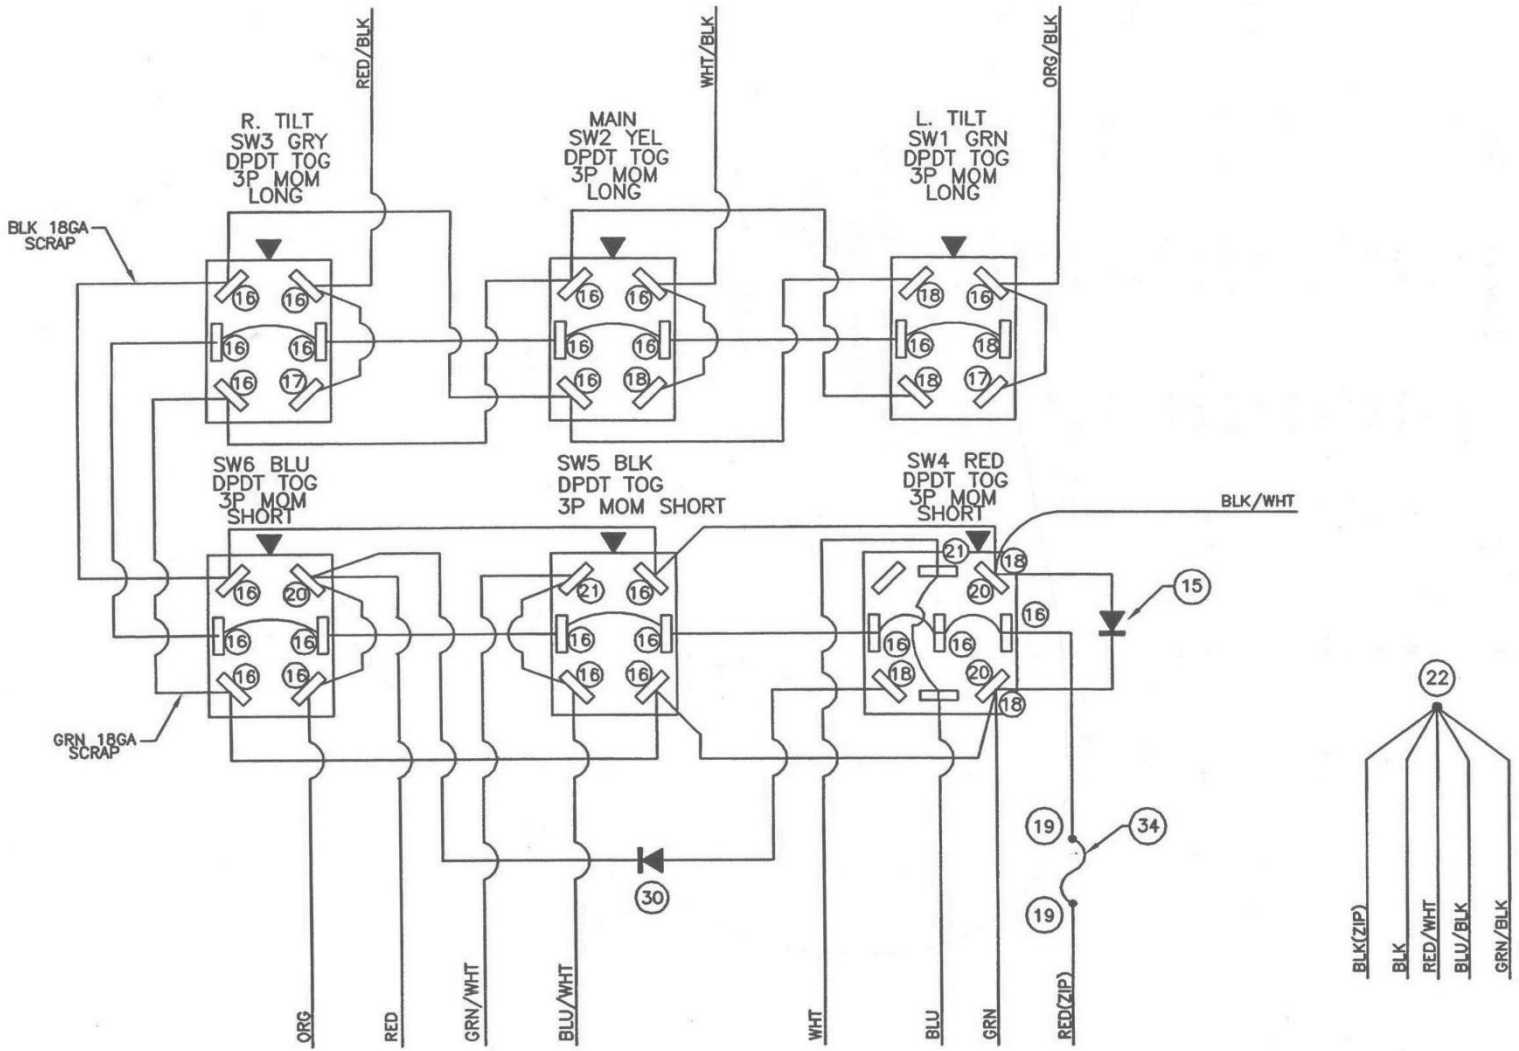 RED/BLK
WHT/BLK
ORG/BLK
R. TILT
SW3 GRY
DPDT TOG
3P MOM
LONG
MAIN
SW2 YEL
DPDT TOG
3P MOM
LONG
L. TILT
SW1 GRN
DPDT TOG
3P MOM
LONG
BLK 18GA
SCRAP
16 16
16 16
16 17
16 16
16 16
16 18
18 16
16 18
18 17
SW6 BLU
DPDT TOG
3P MOM
SHORT
SW5 BLK
DPDT TOG
3P MOM SHORT
SW4 RED
DPDT TOG
3P MOM
SHORT
BLK/WHT
16 20
16 16
16 16
21 16
16 16
16 16
21 18
20
16 16 16
18 20
18
15
GRN 18GA
SCRAP
22
19 34
30
19
ORG
RED
GRN/WHT
BLU/WHT
WHT
BLU
GRN
RED(ZIP)
BLK(ZIP)
BLK
RED/WHT
BLU/BLK
GRN/BLK